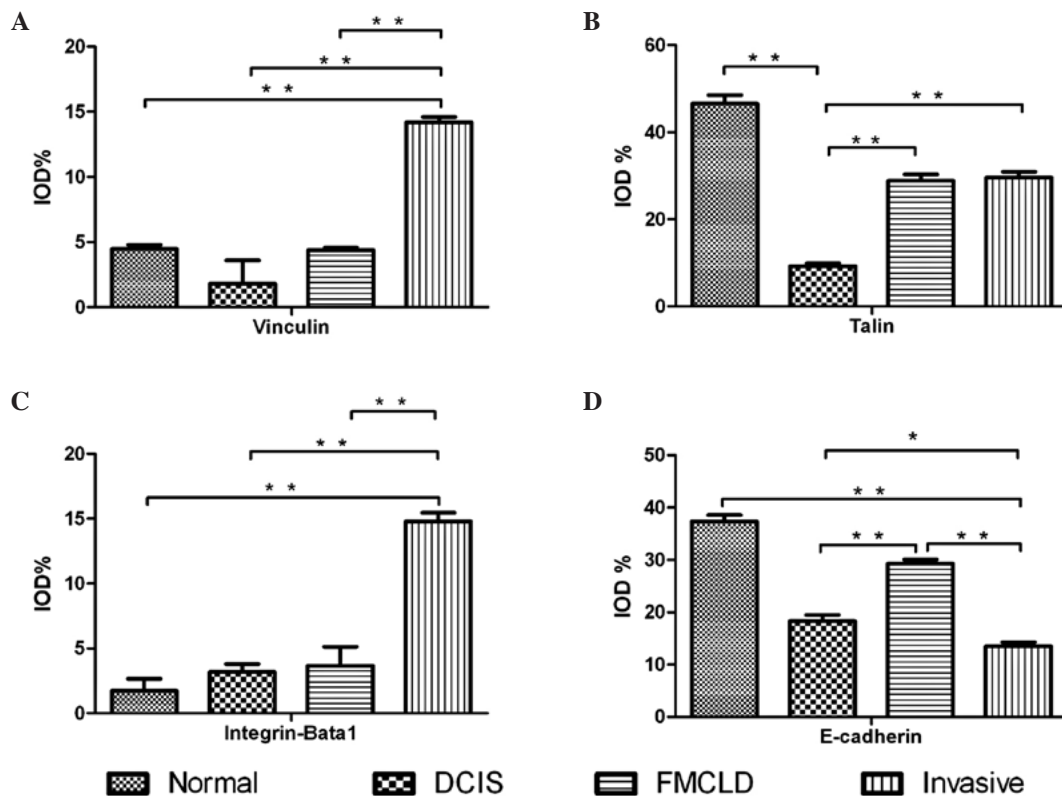 A
20
15
10
5
0
IOD%
* *
* *
* *
Vinculin
B
60
40
20
0
IOD %
* *
* *
* *
Talin
C
20
15
10
5
0
IOD%
* *
* *
* *
Integrin-Bata1
D
50
40
30
20
10
0
IOD %
*
* *
* * * *
E-cadherin
Normal DCIS FMCLD Invasive